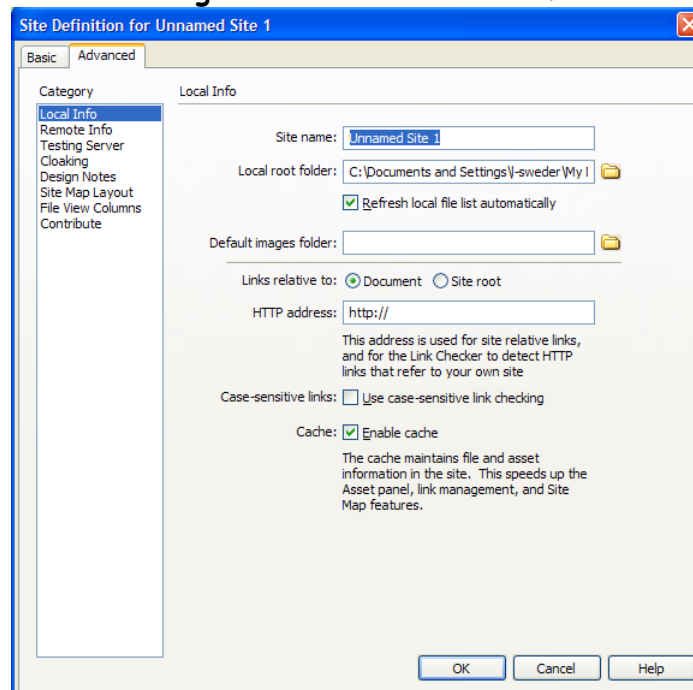 Site Definition for Unnamed Site 1
Basic
Advanced
Category
Local Info
Remote Info
Testing Server
Cloaking
Design Notes
Site Map Layout
File View Columns
Contribute
Local Info
Site name: Unnamed Site 1
Local root folder: C:\Documents and Settings\l-sweder\My
Refresh local file list automatically
Default images folder:
Links relative to: Document Site root
HTTP address: http://
This address is used for site relative links,
and for the Link Checker to detect HTTP
links that refer to your own site
Case-sensitive links: Use case-sensitive link checking
Cache: Enable cache
The cache maintains file and asset
information in the site. This speeds up the
Asset panel, link management, and Site
Map features.
OK Cancel Help